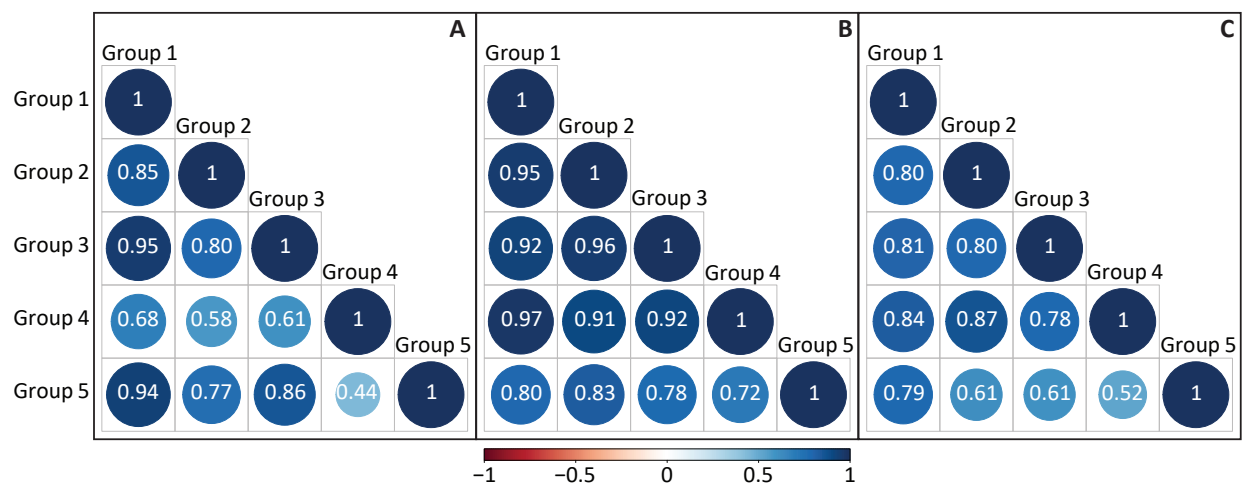 A B C
Group 1 Group 1 Group 1
Group 1 1 1 1
Group 2 Group 2 Group 2
Group 2 0.85 1 0.95 1 0.80 1
Group 3 Group 3 Group 3
Group 3 0.95 0.80 1 0.92 0.96 1 0.81 0.80 1
Group 4 Group 4 Group 4
Group 4 0.68 0.58 0.61 1 0.97 0.91 0.92 1 0.84 0.87 0.78 1
Group 5 Group 5 Group 5
Group 5 0.94 0.77 0.86 0.44 1 0.80 0.83 0.78 0.72 1 0.79 0.61 0.61 0.52 1
−1 −0.5 0 0.5 1